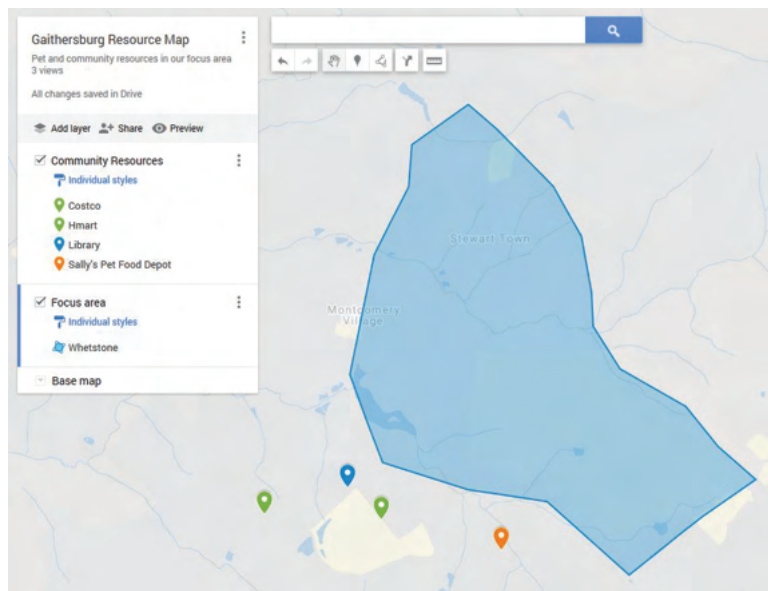 Gaithersburg Resource Map
Pet and community resources in our focus area
3 views
All changes saved in Drive
Add layer Share Preview
Community Resources
Individual styles
Costco
Hmart
Library
Sally's Pet Food Depot
Focus area
Individual styles
Whetstone
Base map
Stewart Town
Montgomery
Village